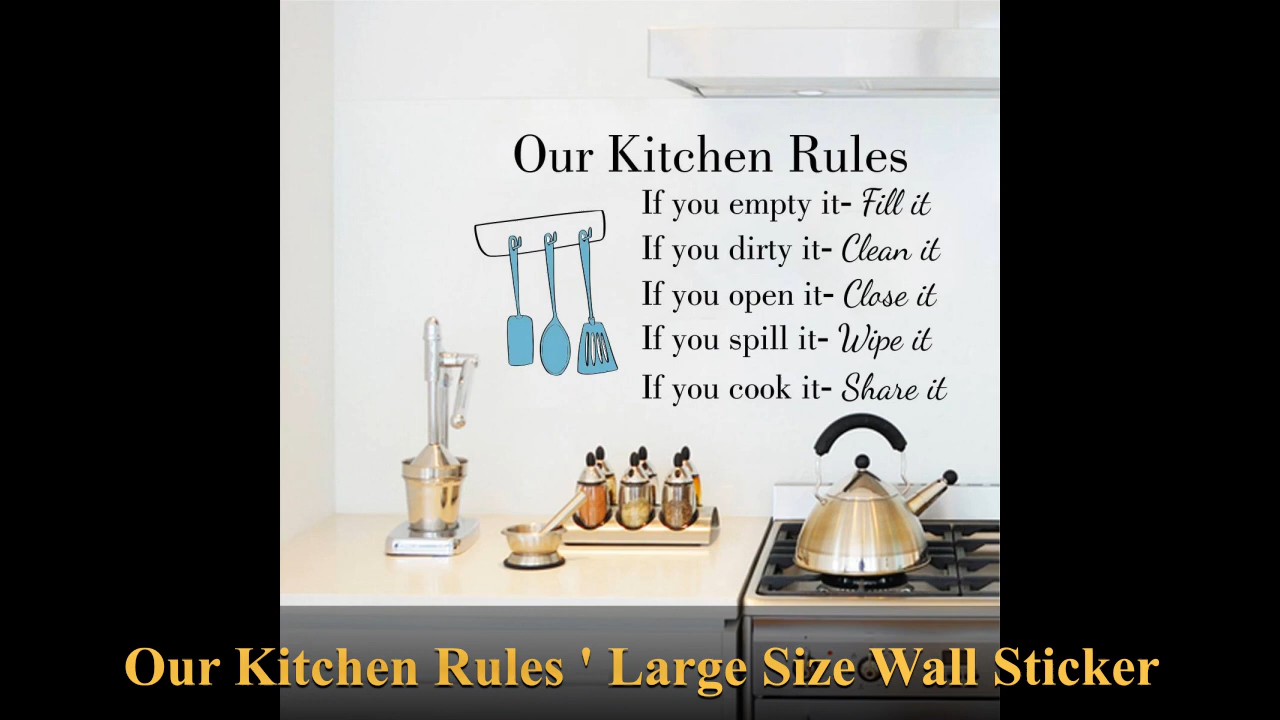 Our Kitchen Rules
If you empty it- Fill it
If you dirty it- Clean it
If you open it- Close it
If you spill it- Wipe it
If you cook it- Share it
Our Kitchen Rules ' Large Size Wall Sticker